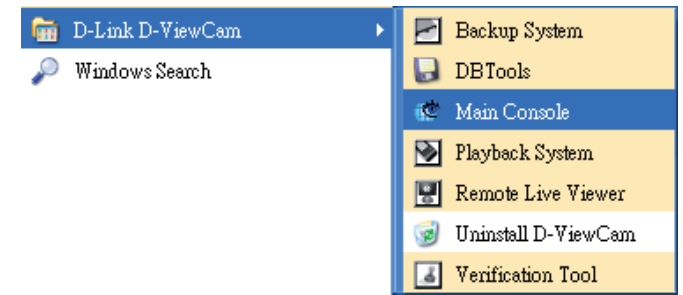 D-Link D-ViewCam
Windows Search
Backup System
DBTools
Main Console
Playback System
Remote Live Viewer
Uninstall D-ViewCam
Verification Tool